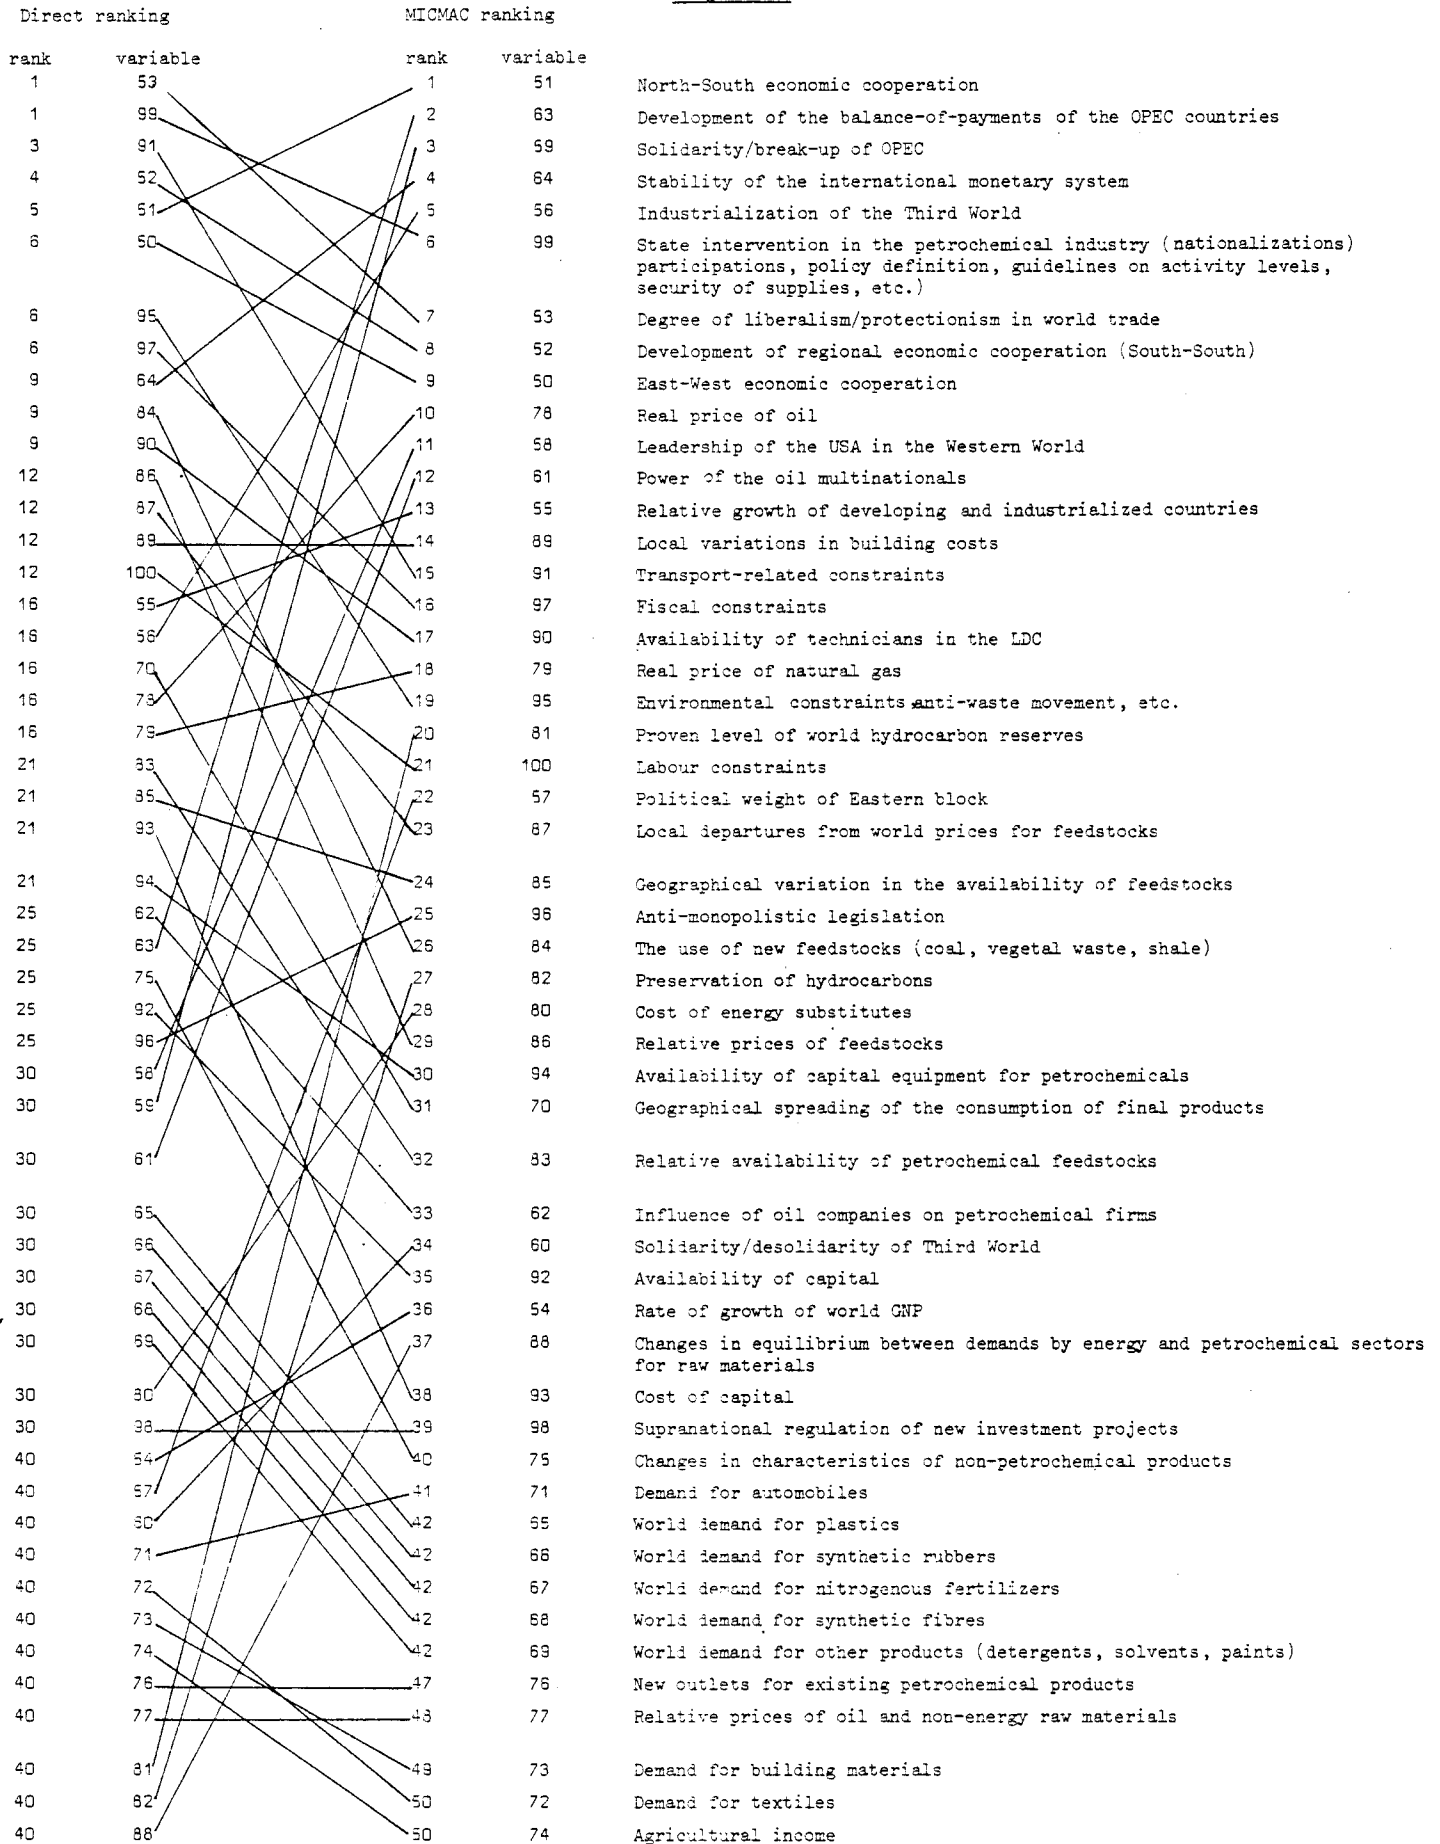 Direct ranking MICMAC ranking
rank variable rank variable
1 53 1 51 North-South economic cooperation
1 99 2 63 Development of the balance-of-payments of the OPEC countries
3 91 3 59 Solidarity/break-up of OPEC
4 52 4 64 Stability of the international monetary system
5 51 5 56 Industrialization of the Third World
6 50 6 99 State intervention in the petrochemical industry (nationalizations)
participations, policy definition, guidelines on activity levels,
security of supplies, etc.)
6 95 7 53 Degree of liberalism/protectionism in world trade
6 97 8 52 Development of regional economic cooperation (South-South)
9 64 9 50 East-West economic cooperation
9 84 10 78 Real price of oil
9 90 11 58 Leadership of the USA in the Western World
12 86 12 61 Power of the oil multinationals
12 87 13 55 Relative growth of developing and industrialized countries
12 89 14 89 Local variations in building costs
12 100 15 91 Transport-related constraints
16 55 16 97 Fiscal constraints
16 56 17 90 Availability of technicians in the LDC
16 70 18 79 Real price of natural gas
16 78 19 95 Environmental constraints anti-waste movement, etc.
16 79 20 81 Proven level of world hydrocarbon reserves
21 83 21 100 Labour constraints
21 85 22 57 Political weight of Eastern block
21 93 23 87 Local departures from world prices for feedstocks
21 94 24 85 Geographical variation in the availability of feedstocks
25 62 25 96 Anti-monopolistic legislation
25 63 26 84 The use of new feedstocks (coal, vegetal waste, shale)
25 75 27 82 Preservation of hydrocarbons
25 92 28 80 Cost of energy substitutes
25 96 29 86 Relative prices of feedstocks
30 58 30 94 Availability of capital equipment for petrochemicals
30 59 31 70 Geographical spreading of the consumption of final products
30 61 32 83 Relative availability of petrochemical feedstocks
30 65 33 62 Influence of oil companies on petrochemical firms
30 66 34 60 Solidarity/desolidarity of Third World
30 67 35 92 Availability of capital
30 68 36 54 Rate of growth of world GNP
30 69 37 88 Changes in equilibrium between demands by energy and petrochemical sectors
for raw materials
30 80 38 93 Cost of capital
30 98 39 98 Supranational regulation of new investment projects
40 54 40 75 Changes in characteristics of non-petrochemical products
40 57 41 71 Demand for automobiles
40 60 42 65 World demand for plastics
40 71 42 66 World demand for synthetic rubbers
40 72 42 67 World demand for nitrogenous fertilizers
40 73 42 68 World demand for synthetic fibres
40 74 42 69 World demand for other products (detergents, solvents, paints)
40 76 47 76 New outlets for existing petrochemical products
40 77 48 77 Relative prices of oil and non-energy raw materials
40 81 49 73 Demand for building materials
40 82 50 72 Demand for textiles
40 88 50 74 Agricultural income